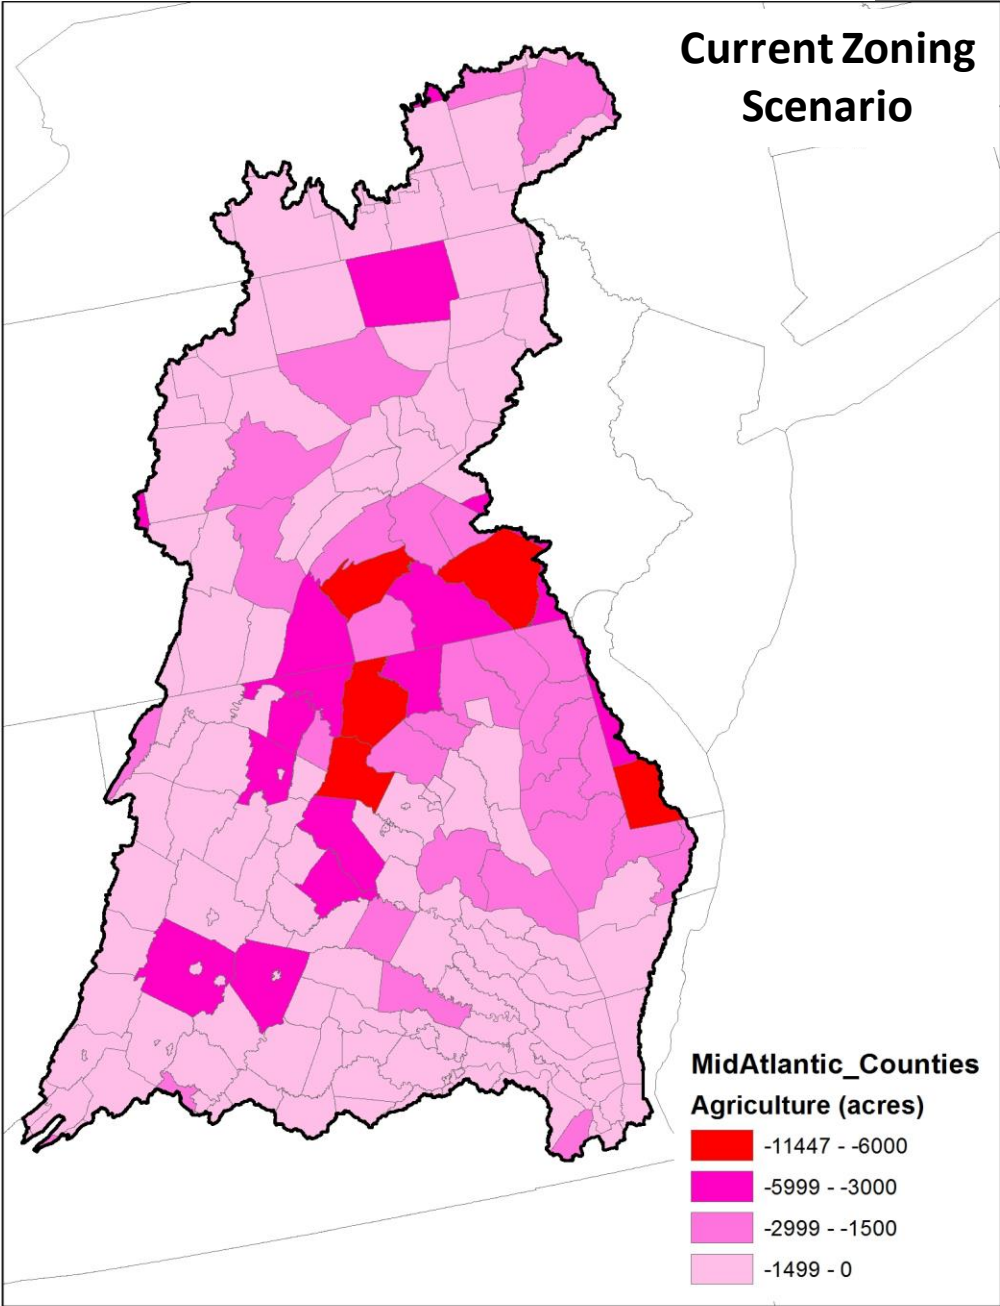 Current Zoning
Scenario
MidAtlantic_Counties
Agriculture (acres)
-11447 - -6000
-5999 - -3000
-2999 - -1500
-1499 - 0